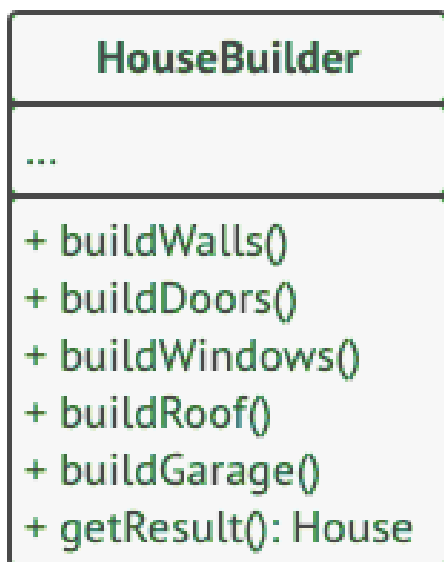 HouseBuilder
...
+ buildWalls()
+ buildDoors()
+ buildWindows()
+ buildRoof()
+ buildGarage()
+ getResult(): House